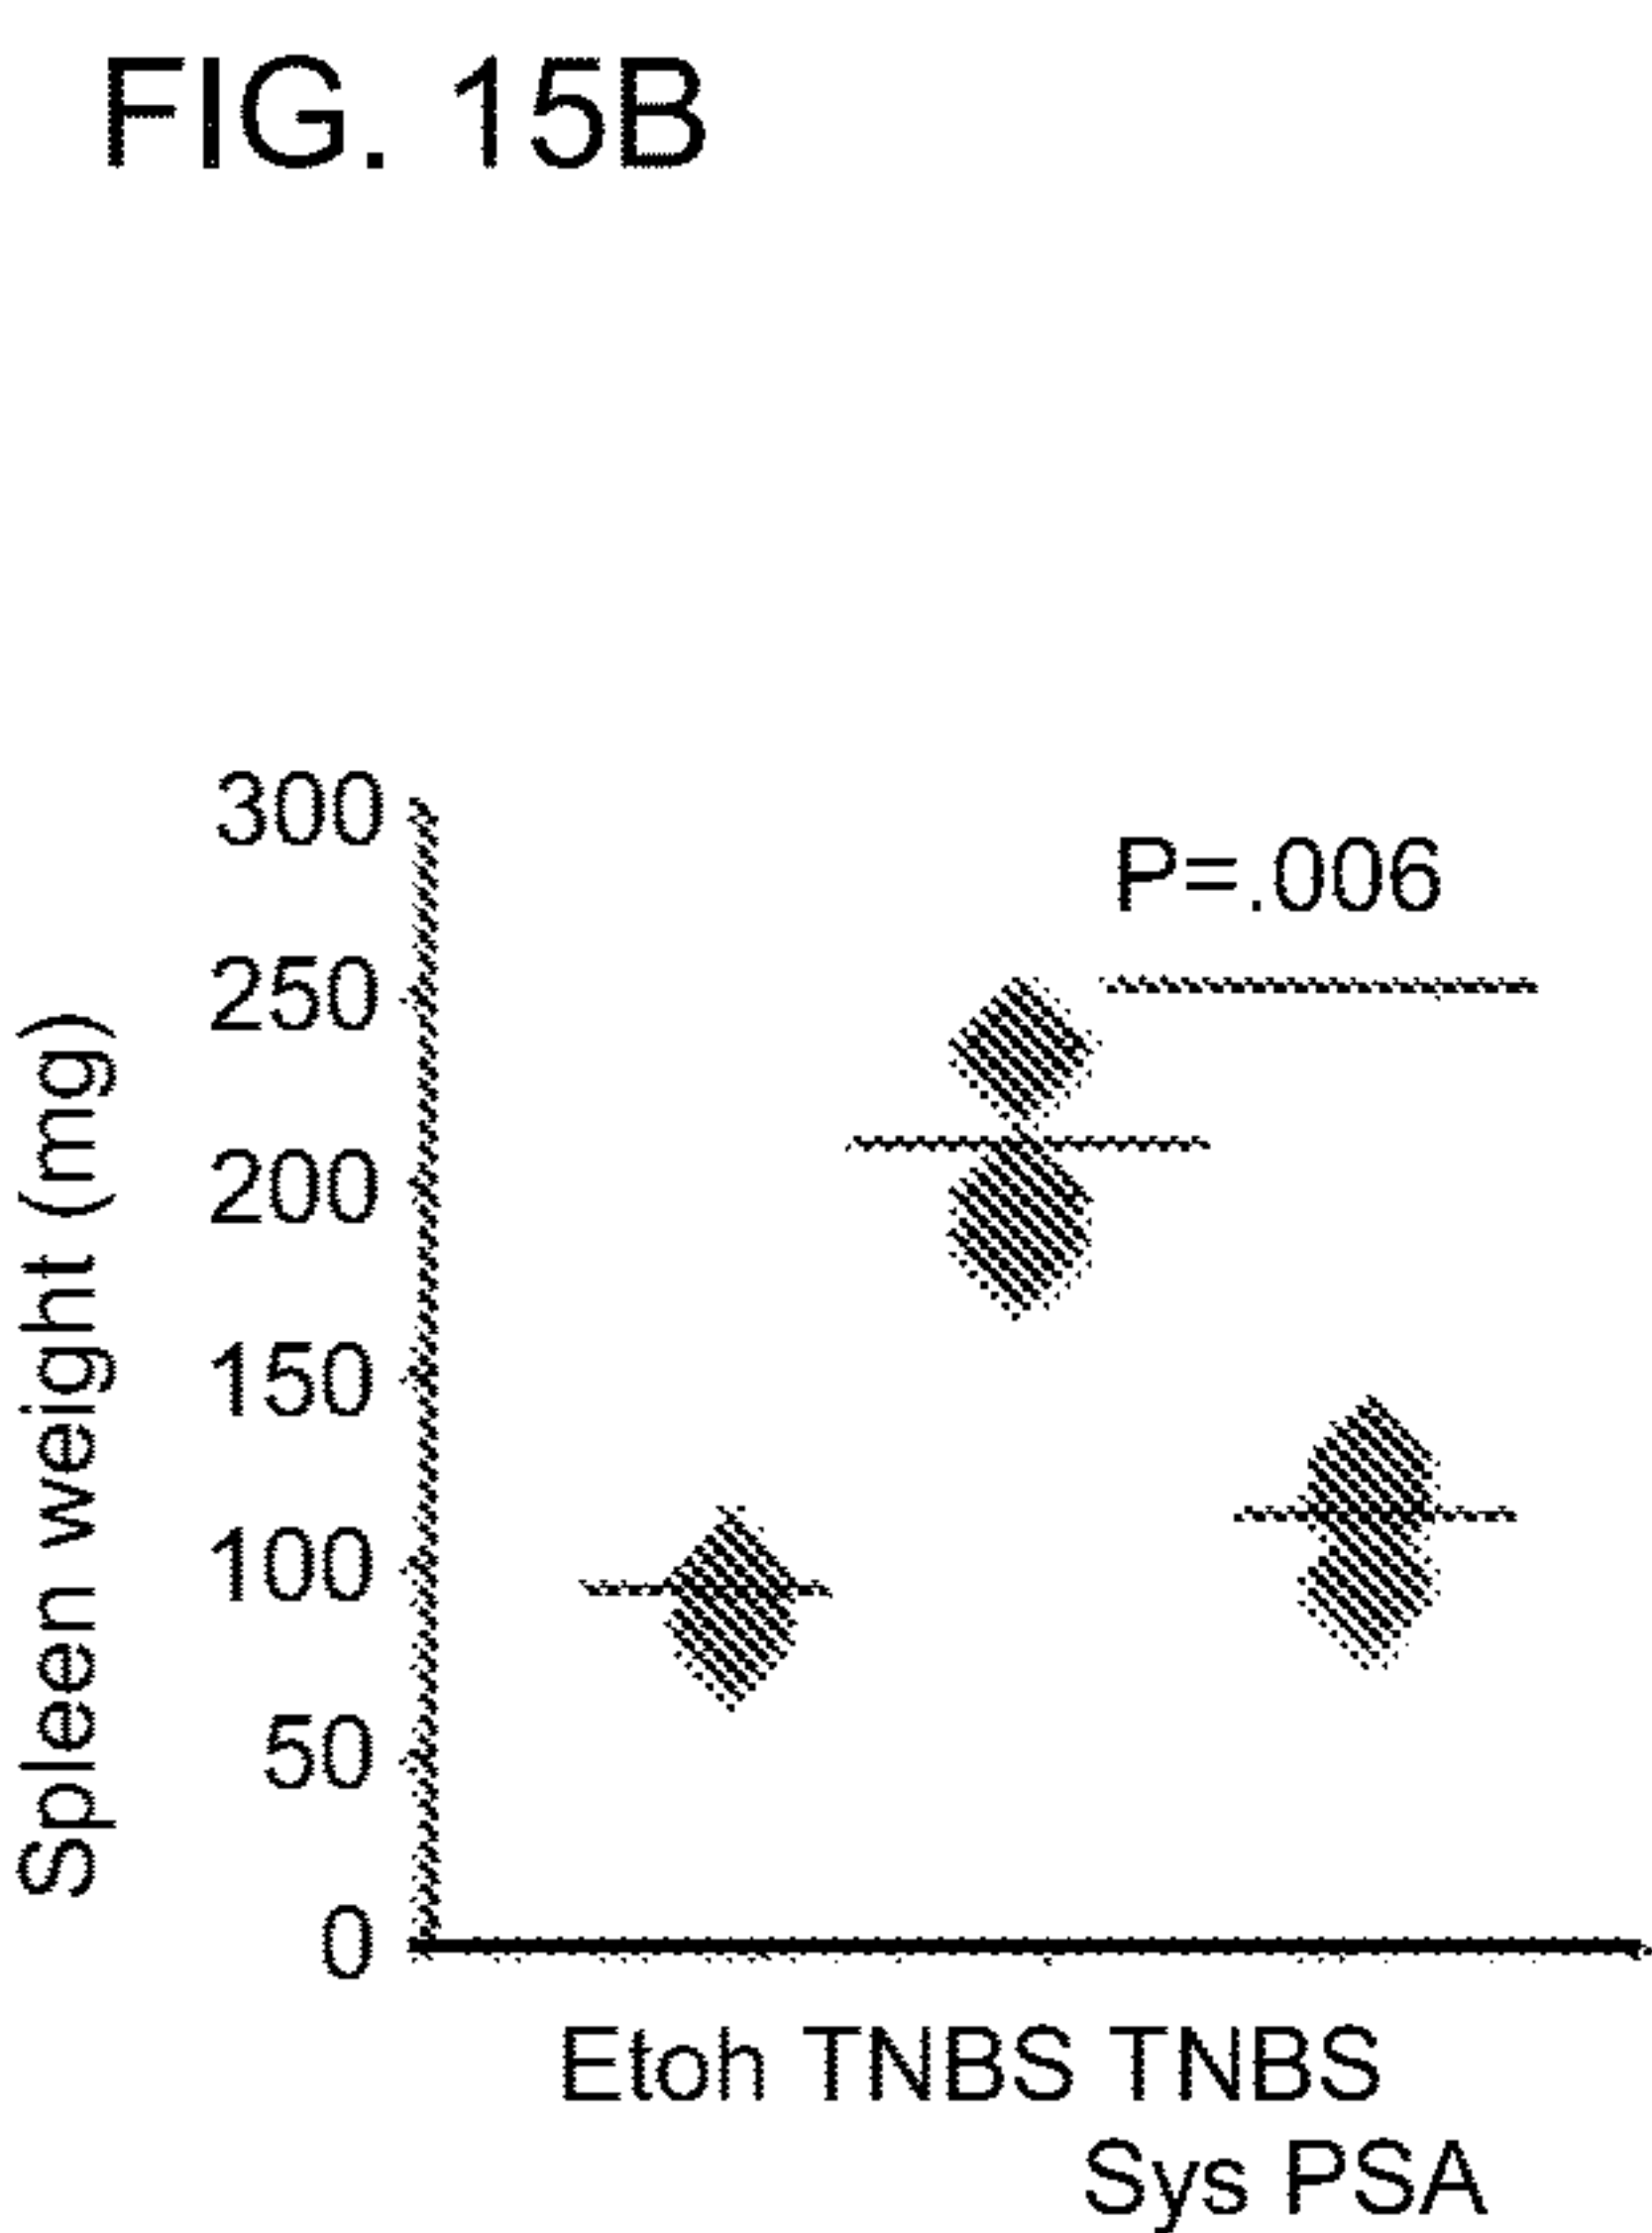 FIG. 15B
300
P=.006
250
200
150
100
50
0
Spleen weight (mg)
Etoh TNBS TNBS
Sys PSA